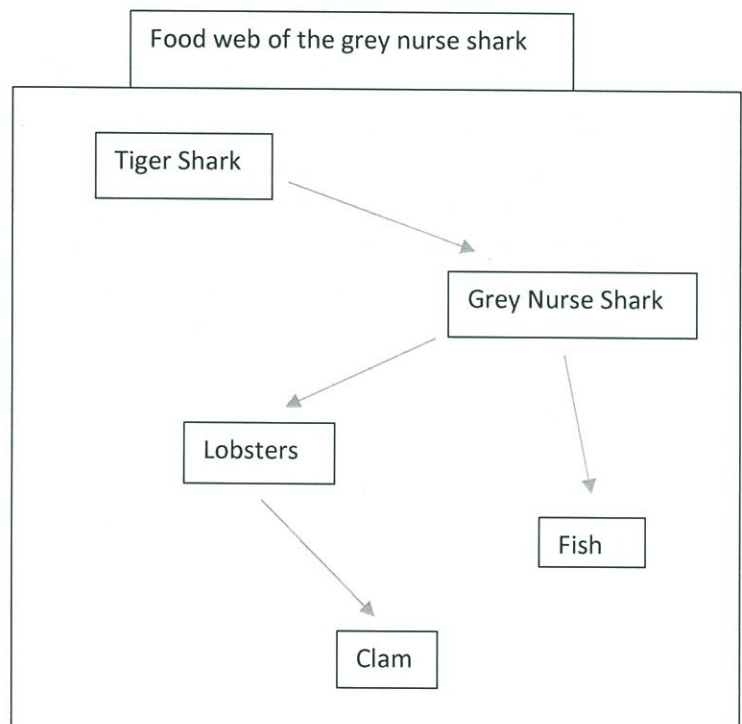 Food web of the grey nurse shark
Tiger Shark
Grey Nurse Shark
Lobsters
Fish
Clam